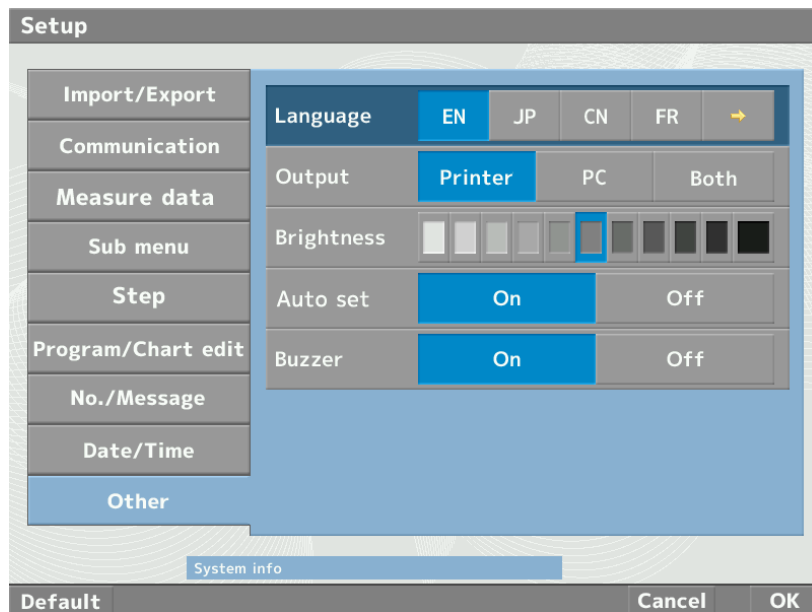 Setup
Import/Export
Communication
Measure data
Sub menu
Step
Program/Chart edit
No./Message
Date/Time
Other
Language EN JP CN FR →
Output Printer PC Both
Brightness
Auto set On Off
Buzzer On Off
System info
Default Cancel OK